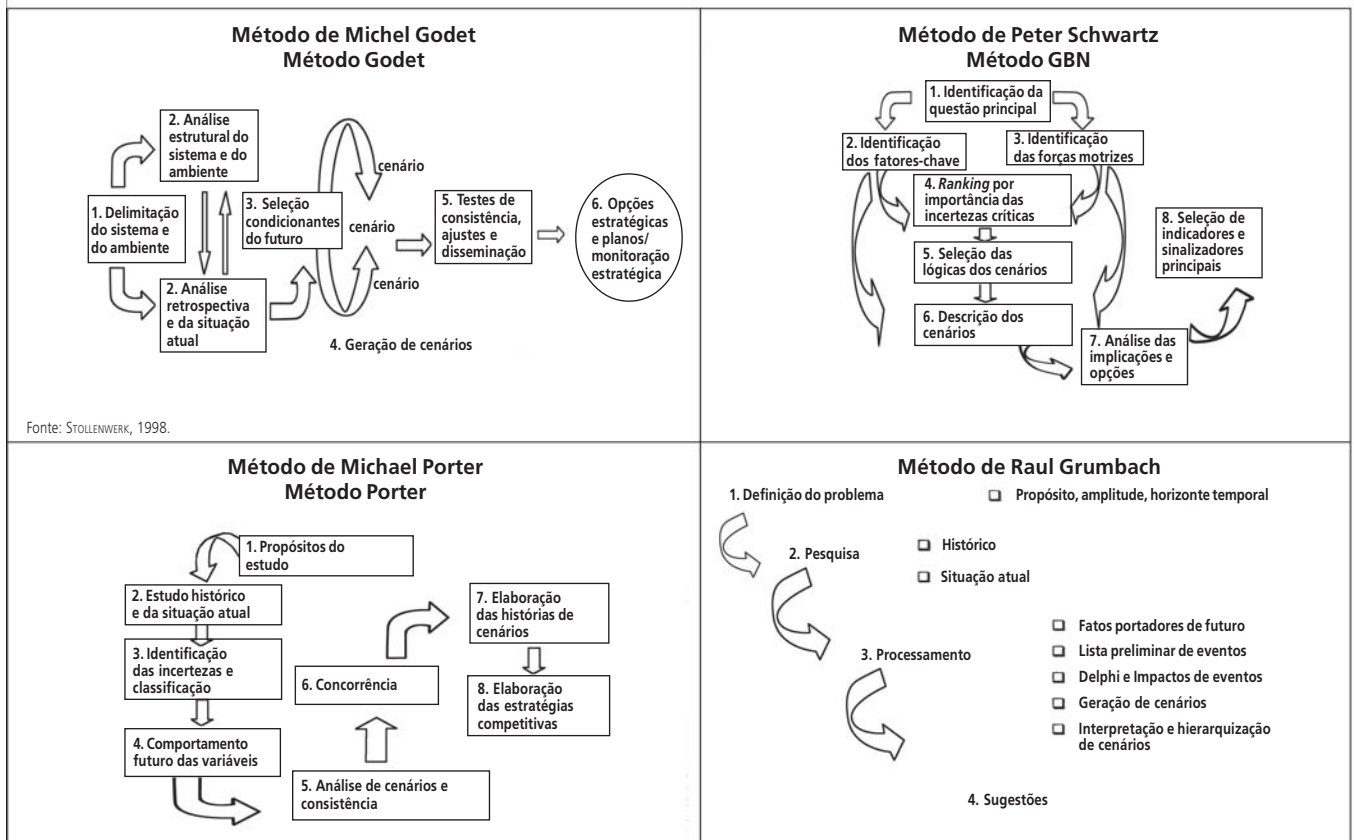 Método de Michel Godet
Método Godet
2. Análise
estrutural do
sistema e do
ambiente
1. Delimitação
do sistema e
do ambiente
2. Análise
retrospectiva
e da situação
atual
3. Seleção
condicionantes
do futuro
cenário
cenário
cenário
4. Geração de cenários
5. Testes de
consistência,
ajustes e
disseminação
6. Opções
estratégicas
e planos/
monitoração
estratégica
Fonte: Stollenwerk, 1998.
Método de Peter Schwartz
Método GBN
1. Identificação da
questão principal
2. Identificação
dos fatores-chave
3. Identificação
das forças motrizes
4. Ranking por
importância das
incertezas críticas
5. Seleção das
lógicas dos cenários
6. Descrição dos
cenários
7. Análise das
implicações e
opções
8. Seleção de
indicadores e
sinalizadores
principais
Método de Michael Porter
Método Porter
1. Propósitos do
estudo
2. Estudo histórico
e da situação atual
3. Identificação
das incertezas e
classificação
4. Comportamento
futuro das variáveis
5. Análise de cenários e
consistência
6. Concorrência
7. Elaboração
das histórias de
cenários
8. Elaboração
das estratégias
competitivas
Método de Raul Grumbach
1. Definição do problema
Propósito, amplitude, horizonte temporal
2. Pesquisa
Histórico
Situação atual
3. Processamento
Fatos portadores de futuro
Lista preliminar de eventos
Delphi e Impactos de eventos
Geração de cenários
Interpretação e hierarquização
de cenários
4. Sugestões